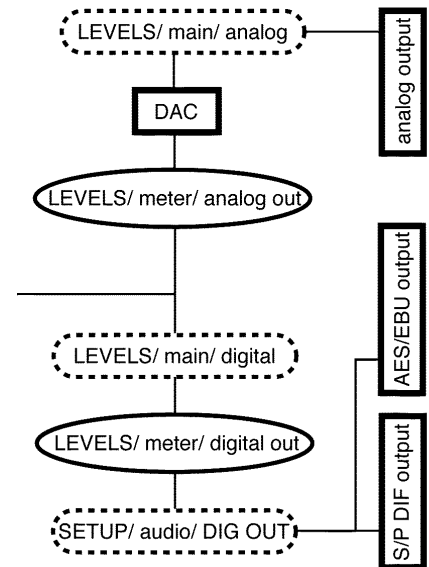 LEVELS/ main/ analog
analog output
DAC
LEVELS/ meter/ analog out
AES/EBU output
LEVELS/ main/ digital
LEVELS/ meter/ digital out
S/P DIF output
SETUP/ audio/ DIG OUT